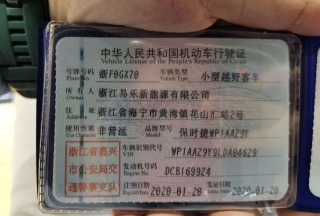 中华人民共和国机动车行驶证
Vehicle License of the People's Republic of China
号牌号码 浙F0GX70 车辆类型 小型越野客车
Plate No. Vehicle Type
所有人 浙江易乐新能源有限公司
Owner
住址 浙江省海宁市黄湾镇花山汇路2号
Address
使用性质 非营运 品牌型号 保时捷WP1AA29Y
Use Character Model
浙江省嘉兴 车辆识别代号 WP1AA29Y9LDA04629
VIN
市公安局交 发动机号码 DCB169924
Engine No.
通警察支队 注册日期 2020-01-20 发证日期 2020-01-20
Register Date Issue Date